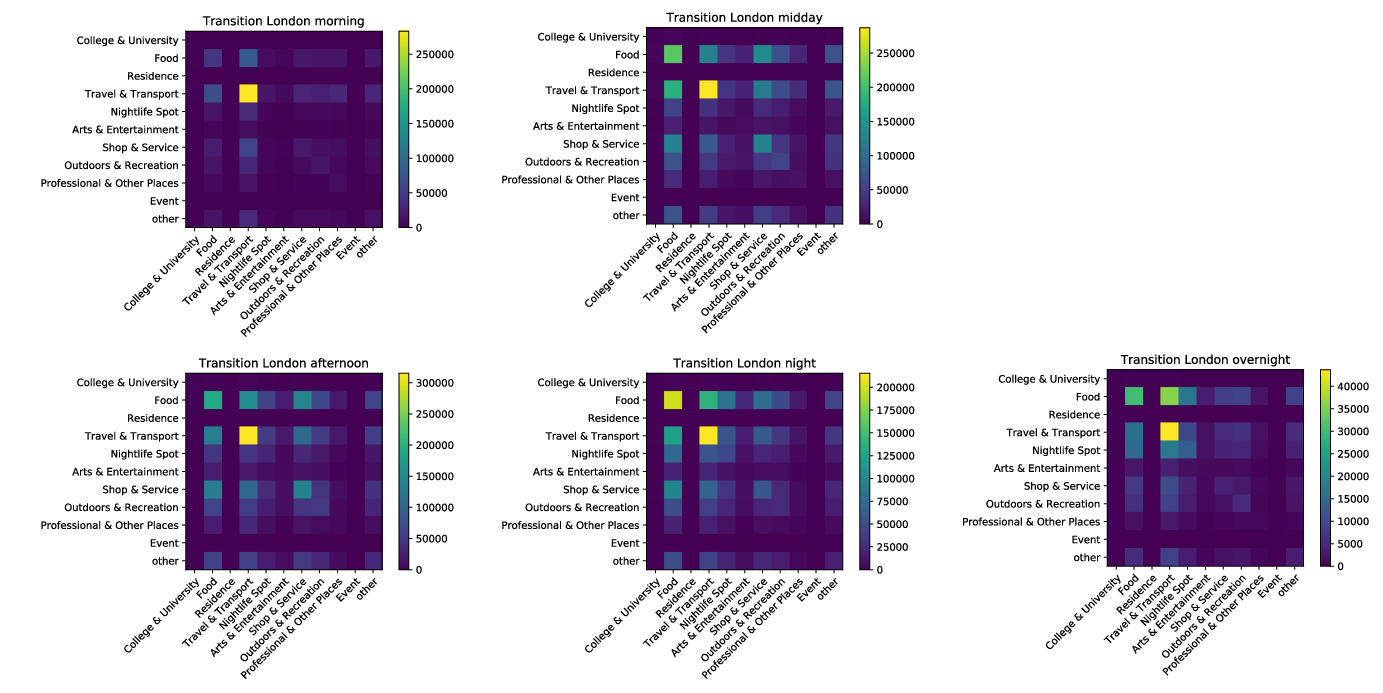 Transition London morning
College & University
Food
Residence
Travel & Transport
Nightlife Spot
Arts & Entertainment
Shop & Service
Outdoors & Recreation
Professional & Other Places
Event
other
College & University
Food
Residence
Travel & Transport
Nightlife Spot
Arts & Entertainment
Shop & Service
Outdoors & Recreation
Professional & Other Places
Event
other
250000
200000
150000
100000
50000
0
Transition London midday
College & University
Food
Residence
Travel & Transport
Nightlife Spot
Arts & Entertainment
Shop & Service
Outdoors & Recreation
Professional & Other Places
Event
other
College & University
Food
Residence
Travel & Transport
Nightlife Spot
Arts & Entertainment
Shop & Service
Outdoors & Recreation
Professional & Other Places
Event
other
250000
200000
150000
100000
50000
0
Transition London afternoon
College & University
Food
Residence
Travel & Transport
Nightlife Spot
Arts & Entertainment
Shop & Service
Outdoors & Recreation
Professional & Other Places
Event
other
College & University
Food
Residence
Travel & Transport
Nightlife Spot
Arts & Entertainment
Shop & Service
Outdoors & Recreation
Professional & Other Places
Event
other
300000
250000
200000
150000
100000
50000
0
Transition London night
College & University
Food
Residence
Travel & Transport
Nightlife Spot
Arts & Entertainment
Shop & Service
Outdoors & Recreation
Professional & Other Places
Event
other
College & University
Food
Residence
Travel & Transport
Nightlife Spot
Arts & Entertainment
Shop & Service
Outdoors & Recreation
Professional & Other Places
Event
other
200000
175000
150000
125000
100000
75000
50000
25000
0
Transition London overnight
College & University
Food
Residence
Travel & Transport
Nightlife Spot
Arts & Entertainment
Shop & Service
Outdoors & Recreation
Professional & Other Places
Event
other
College & University
Food
Residence
Travel & Transport
Nightlife Spot
Arts & Entertainment
Shop & Service
Outdoors & Recreation
Professional & Other Places
Event
other
40000
35000
30000
25000
20000
15000
10000
5000
0